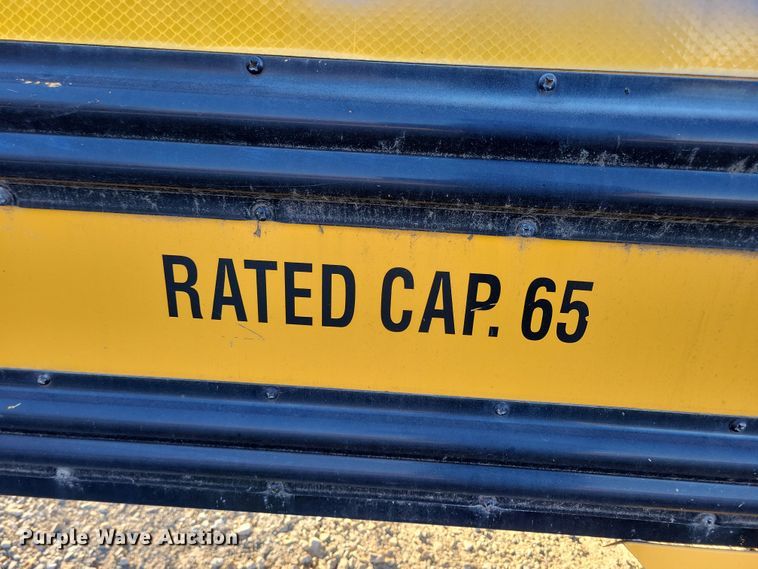 RATED CAP. 65
Purple Wave Auction